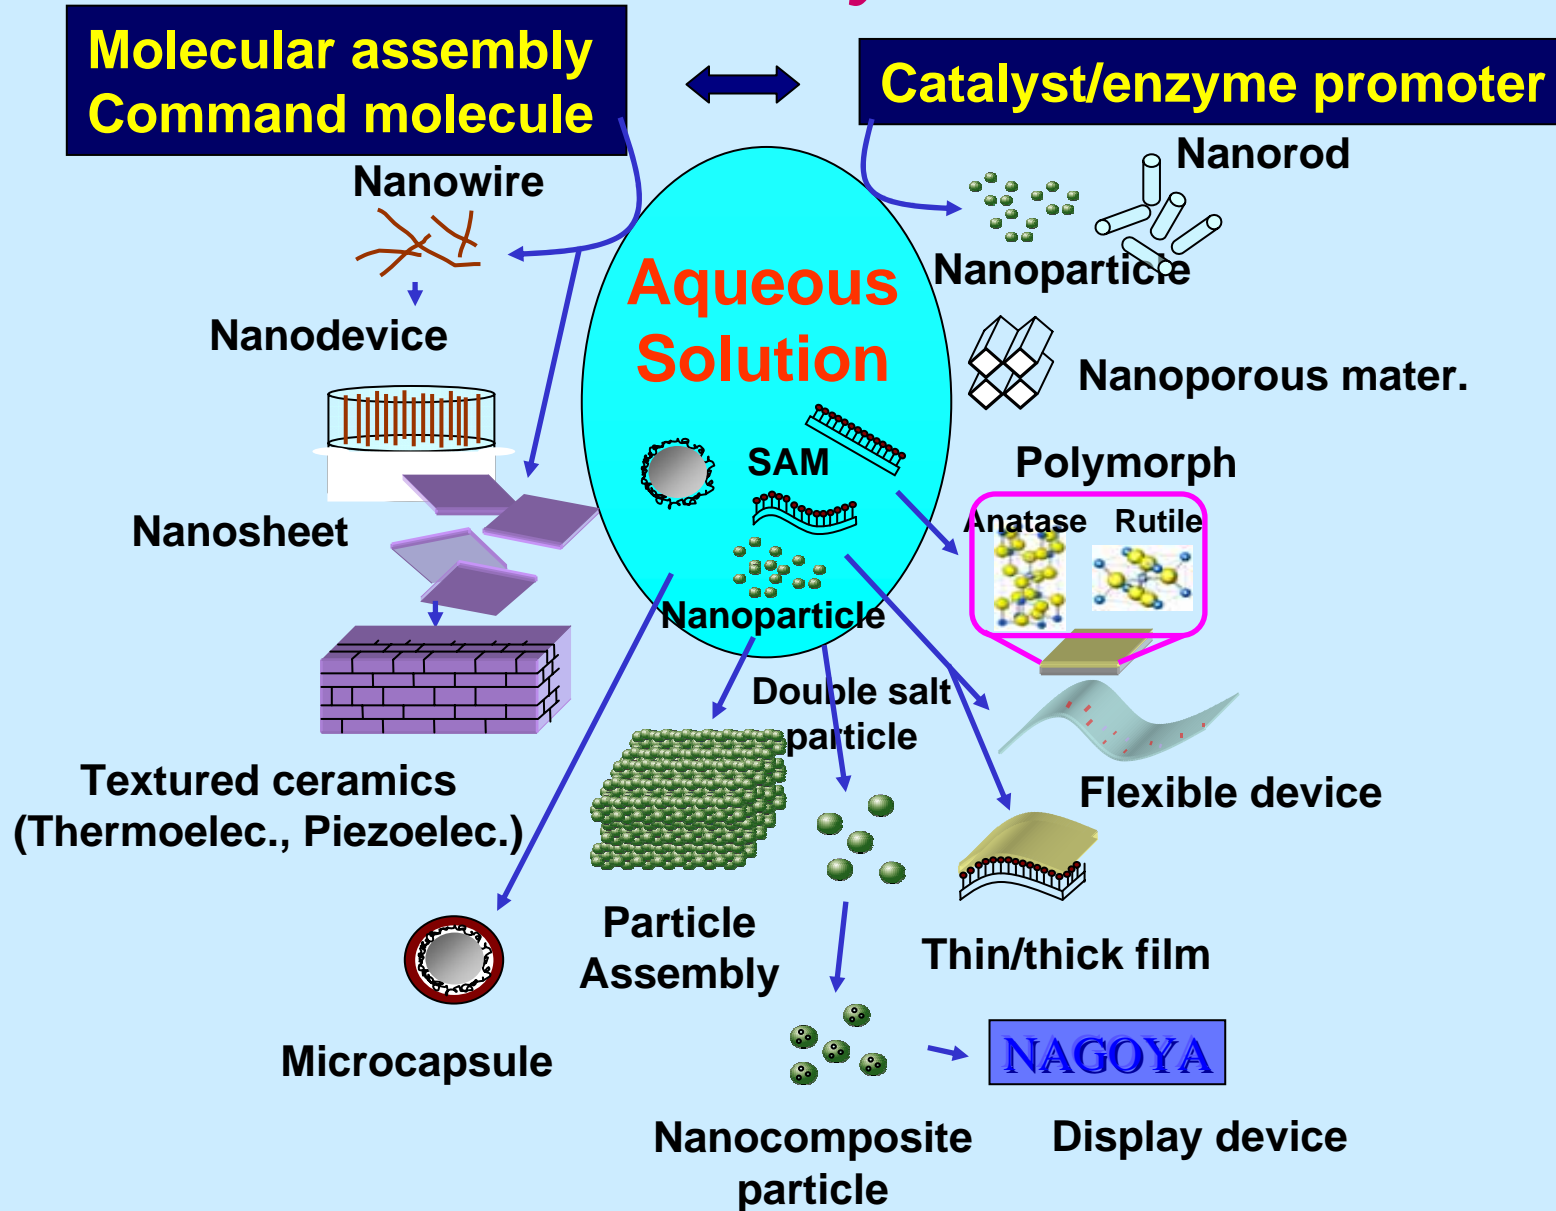 Molecular assembly
Command molecule
Catalyst/enzyme promoter
Nanowire
Nanorod
Nanoparticle
Aqueous
Solution
Nanodevice
Nanoporous mater.
SAM
Polymorph
Anatase Rutile
Nanosheet
Nanoparticle
Double salt
particle
Textured ceramics
(Thermoelec., Piezoelec.)
Flexible device
Particle
Assembly
Thin/thick film
Microcapsule
NAGOYA
Nanocomposite
particle
Display device